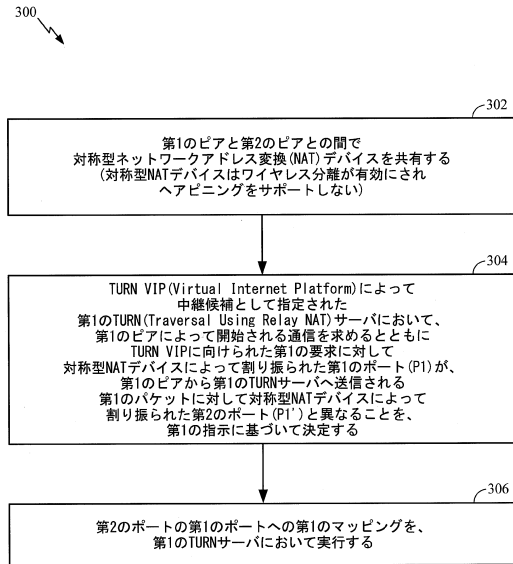 300
302
第1のピアと第2のピアとの間で
対称型ネットワークアドレス変換(NAT)デバイスを共有する
(対称型NATデバイスはワイヤレス分離が有効にされ
ヘアピニングをサポートしない)
304
TURN VIP(Virtual Internet Platform)によって
中継候補として指定された
第1のTURN(Traversal Using Relay NAT)サーバにおいて、
第1のピアによって開始される通信を求めるとともに
TURN VIPに向けられた第1の要求に対して
対称型NATデバイスによって割り振られた第1のポート(P1)が、
第1のピアから第1のTURNサーバへ送信される
第1のパケットに対して対称型NATデバイスによって
割り振られた第2のポート(P1')と異なることを、
第1の指示に基づいて決定する
306
第2のポートの第1のポートへの第1のマッピングを、
第1のTURNサーバにおいて実行する